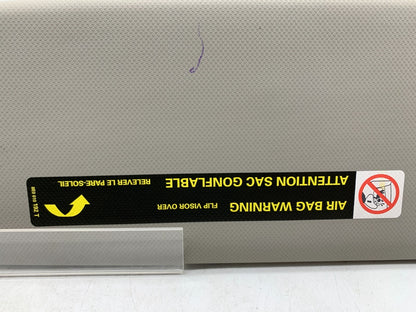 AIR BAG WARNING FLIP VISOR OVER
ATTENTION SAC GONFLABLE RELEVER LE PARE-SOLEIL